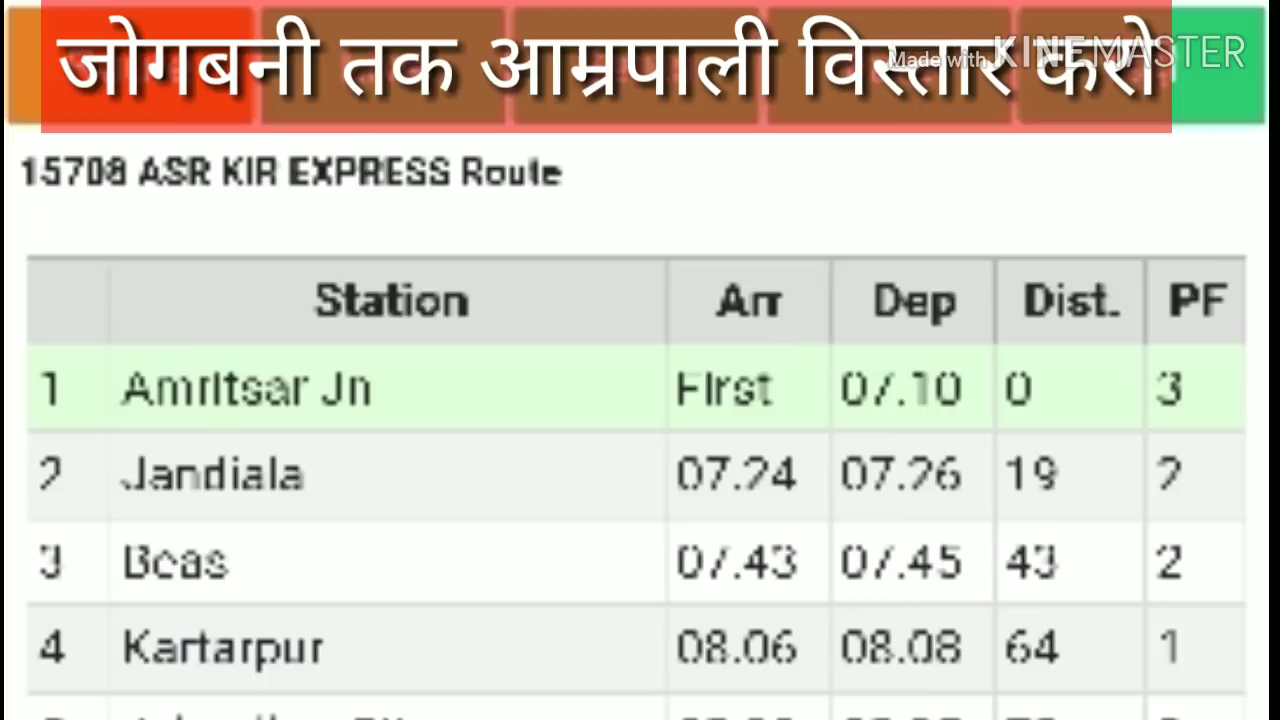 जोगबनी तक आम्रपाली विस्तार करो
Made with KINEMASTER
15708 ASR KIR EXPRESS Route
Station Arr Dep Dist. PF
1 Amritsar Jn First 07.10 0 3
2 Jandiala 07.24 07.26 19 2
3 Beas 07.43 07.45 43 2
4 Kartarpur 08.06 08.08 64 1